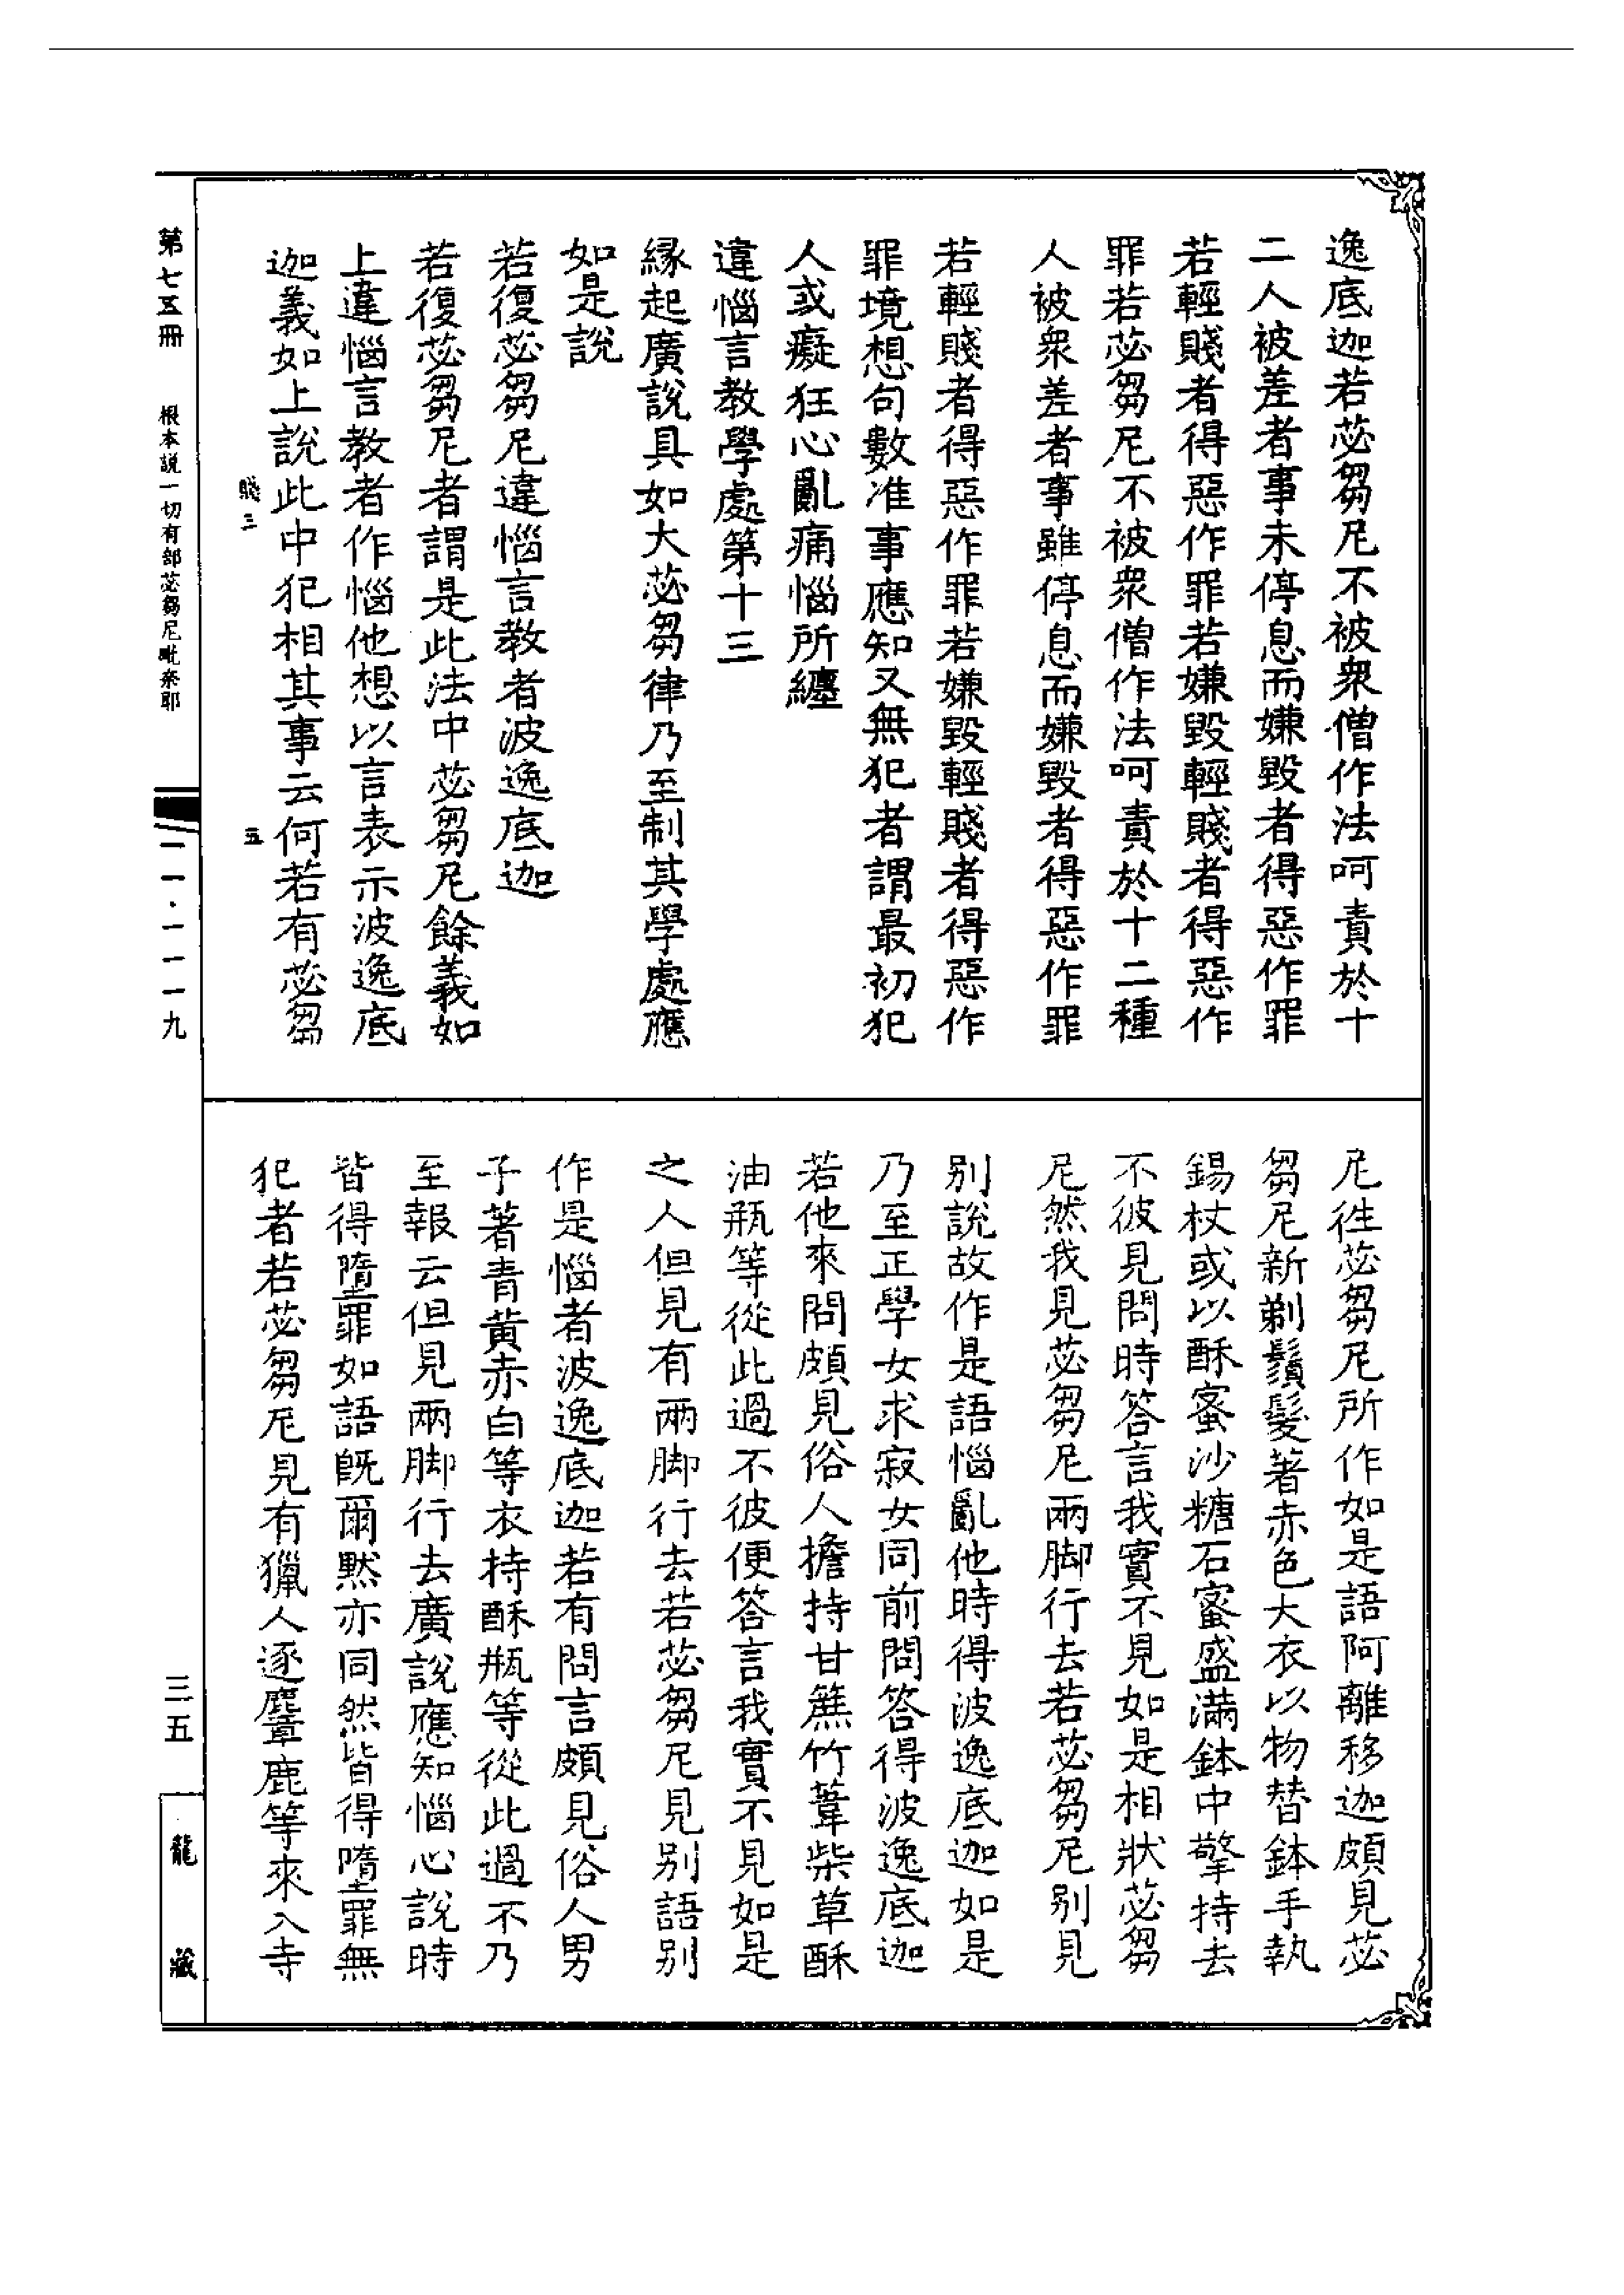 逸底迦若苾芻尼不被衆僧作法呵責於十
二人被差者事未停息而嫌毀者得惡作罪
若輕賤者得惡作罪若嫌毀輕賤者得惡作
罪若苾芻尼不被衆僧作法呵責於十二種
人被衆差者事雖停息而嫌毀者得惡作罪
若輕賤者得惡作罪若嫌毀輕賤者得惡作
罪境想句數准事應知又無犯者謂最初犯
人或癡狂心亂痛惱所纏
違惱言教學處第十三
緣起廣說具如大苾芻律乃至制其學處應
如是說
若復苾芻尼違惱言教者波逸底迦
若復苾芻尼者謂是此法中苾芻尼餘義如
上違惱言教者作惱他想以言表示波逸底
迦義如上說此中犯相其事云何若有苾芻
尼徃苾芻尼所作如是語阿離移迦頗見苾
芻尼新剃鬚髮著赤色大衣以物替鉢手執
錫杖或以酥蜜沙糖石蜜盛滿鉢中擎持去
不彼見問時答言我實不見如是相狀苾芻
尼然我見苾芻尼兩脚行去若苾芻尼别見
别說故作是語惱亂他時得波逸底迦如是
乃至正學女求寂女同前問答得波逸底迦
若他來問頗見俗人擔持甘蔗竹葦柴草酥
油瓶等從此過不彼便答言我實不見如是
之人但見有兩脚行去若苾芻尼見别語别
作是惱者波逸底迦若有問言頗見俗人男
子著青黄赤白等衣持酥瓶等從此過不乃
至報云但見兩脚行去廣說應知惱心說時
皆得墮罪如語旣爾默亦同然皆得墮罪無
犯者若苾芻尼見有獵人逐麞鹿等來入寺
賤三
五
第七五冊
根本說一切有部苾芻尼毗奈耶
一一·一一一九
三五
龍藏